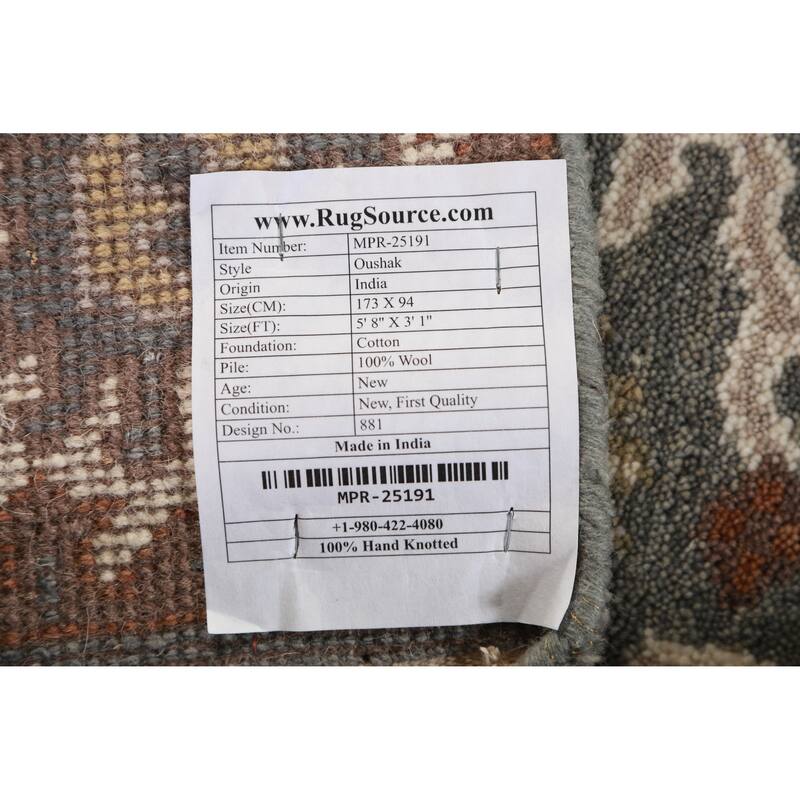 www.RugSource.com
Item Number: MPR-25191
Style Oushak
Origin India
Size(CM): 173 X 94
Size(FT): 5' 8" X 3' 1"
Foundation: Cotton
Pile: 100% Wool
Age: New
Condition: New, First Quality
Design No.: 881
Made in India
MPR-25191
+1-980-422-4080
100% Hand Knotted